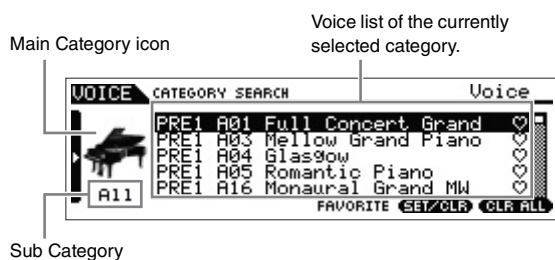 Voice list of the currently
selected category.
Main Category icon
VOICE CATEGORY SEARCH Voice
PRE1 A01 Full Concert Grand
PRE1 A03 Mellow Grand Piano
PRE1 A04 Glasgow
PRE1 A05 Romantic Piano
PRE1 A16 Monaural Grand MW
All
FAVORITE SET/CLR CLR ALL
Sub Category